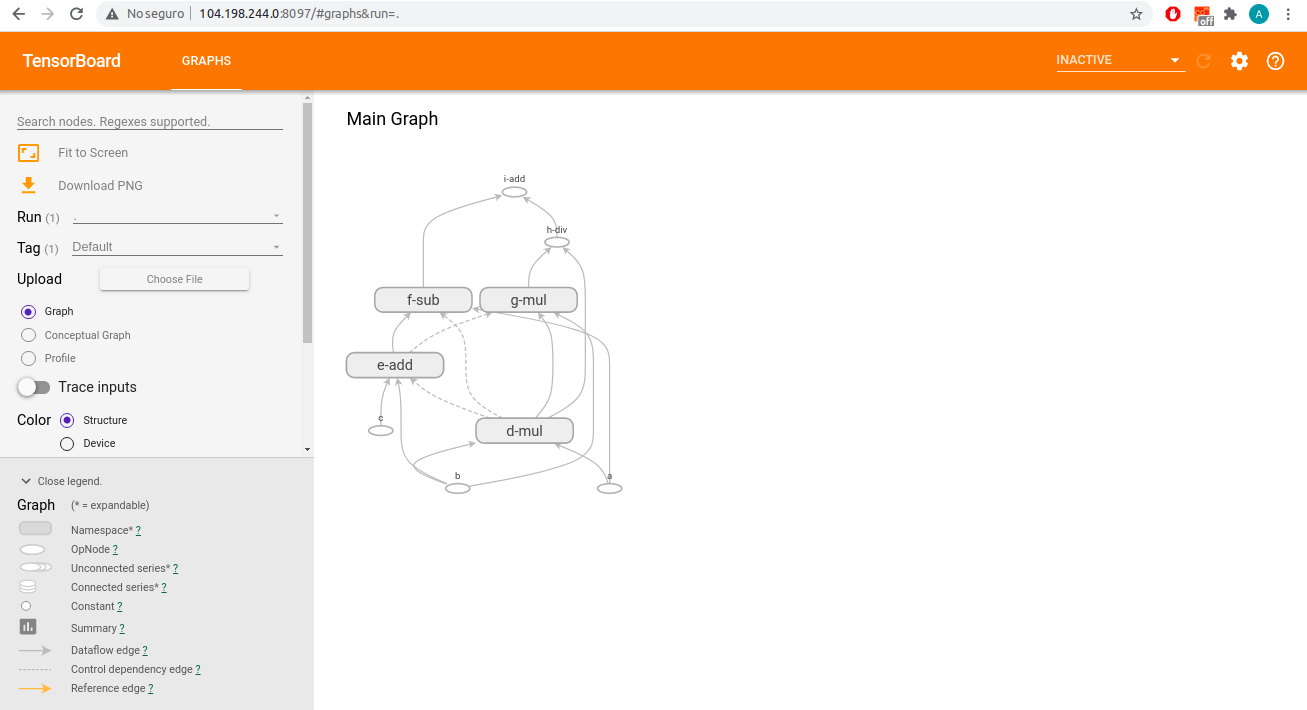 No seguro 104.198.244.0:8097/#graphs&run=.
off
A
TensorBoard GRAPHS INACTIVE
Search nodes. Regexes supported.
Fit to Screen
Download PNG
Run (1) .
Tag (1) Default
Upload Choose File
Graph
Conceptual Graph
Profile
Trace inputs
Color Structure
Device
Close legend.
Graph (* = expandable)
Namespace* ?
OpNode ?
Unconnected series* ?
Connected series* ?
Constant ?
Summary ?
Dataflow edge ?
Control dependency edge ?
Reference edge ?
Main Graph
i-add
h-div
f-sub g-mul
e-add
c
d-mul
b a